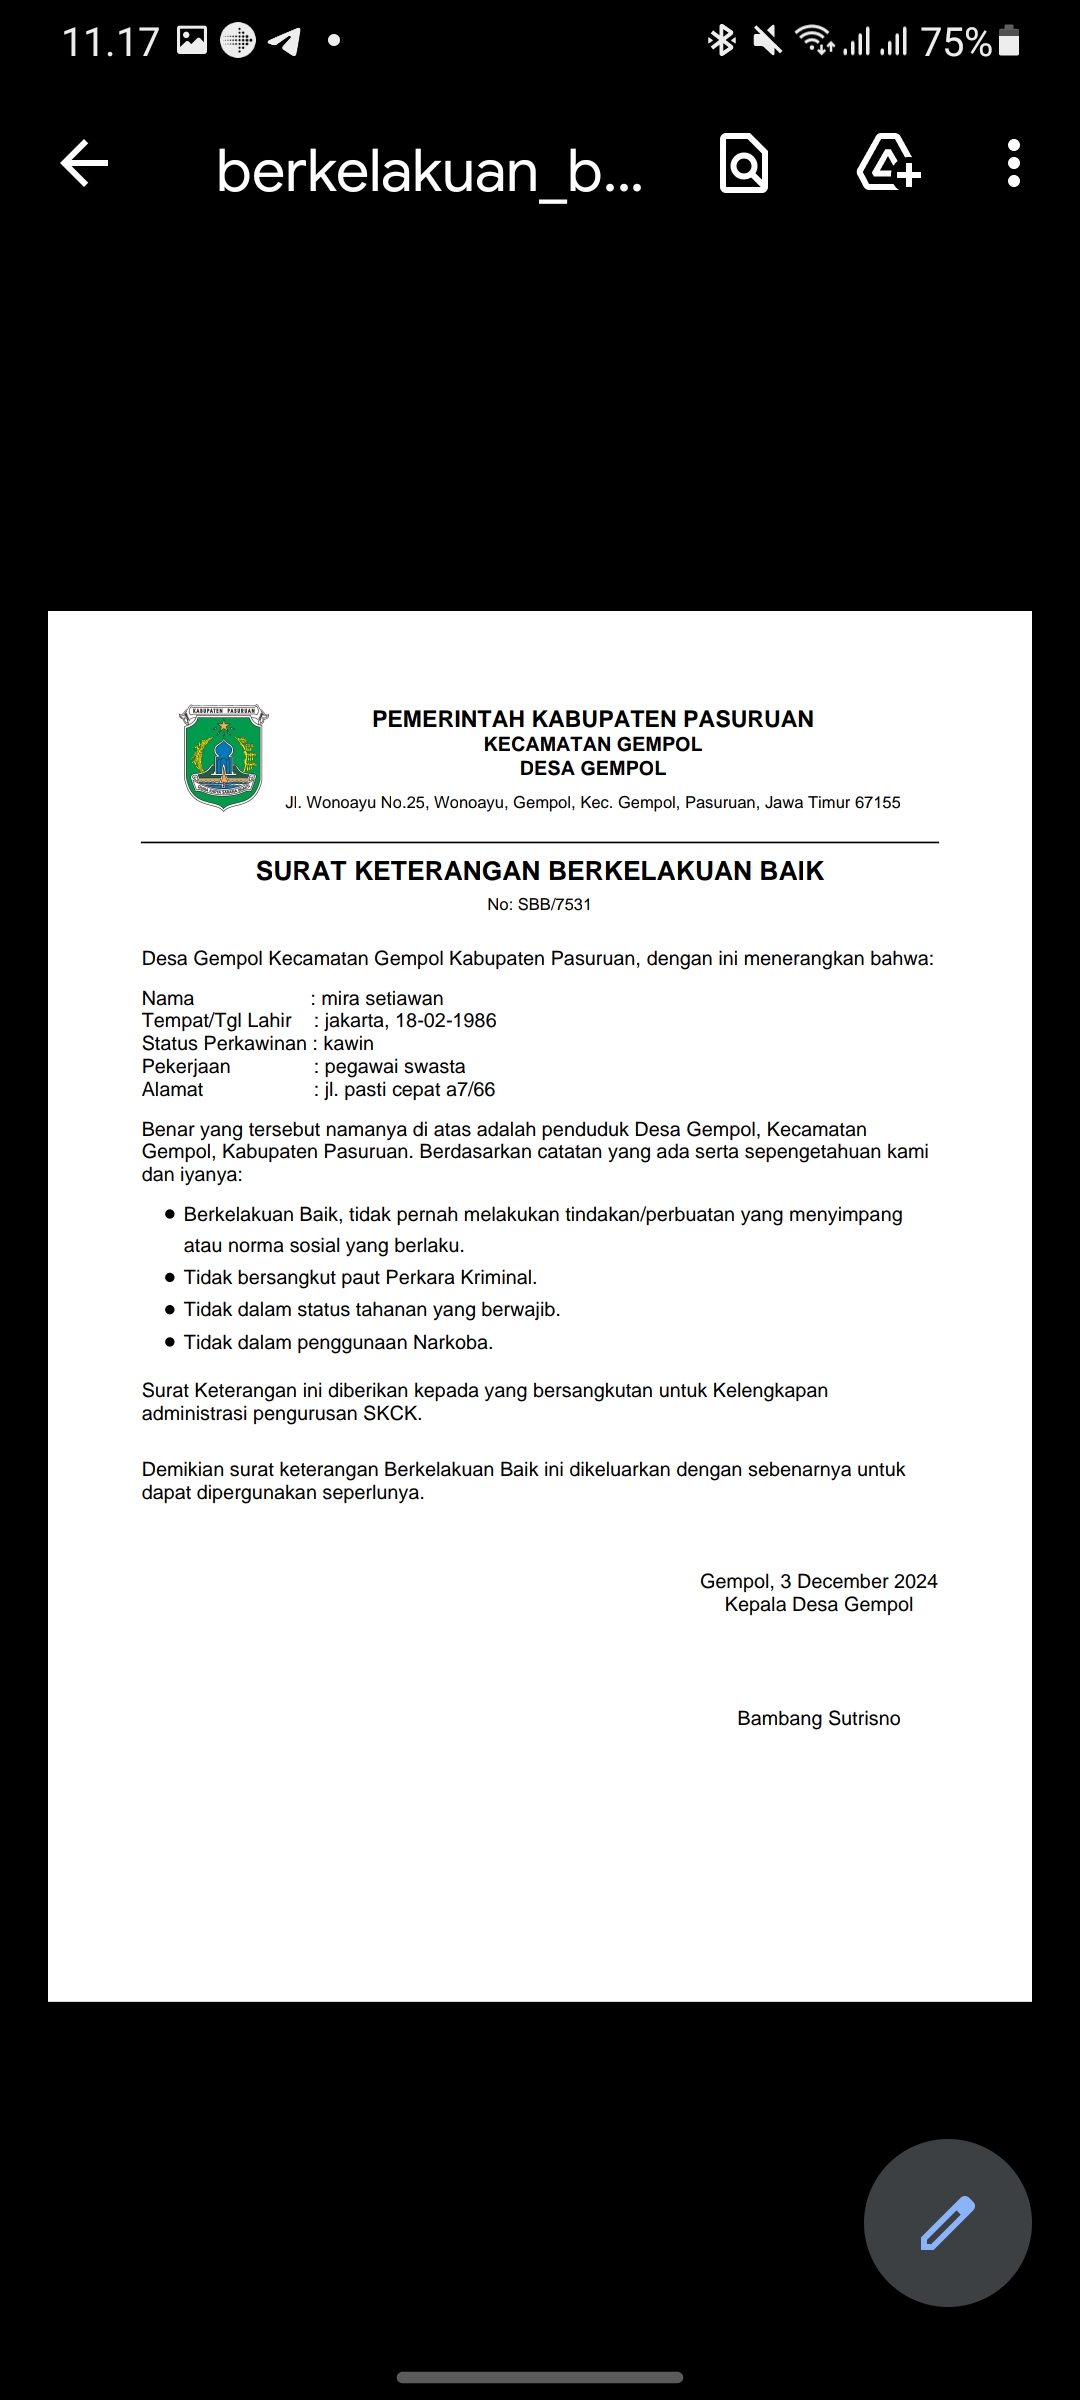 11.17
75%
berkelakuan_b...
KABUPATEN PASURUAN
PEMERINTAH KABUPATEN PASURUAN
KECAMATAN GEMPOL
DESA GEMPOL
Jl. Wonoayu No.25, Wonoayu, Gempol, Kec. Gempol, Pasuruan, Jawa Timur 67155
SURAT KETERANGAN BERKELAKUAN BAIK
No: SBB/7531
Desa Gempol Kecamatan Gempol Kabupaten Pasuruan, dengan ini menerangkan bahwa:
Nama : mira setiawan
Tempat/Tgl Lahir : jakarta, 18-02-1986
Status Perkawinan : kawin
Pekerjaan : pegawai swasta
Alamat : jl. pasti cepat a7/66
Benar yang tersebut namanya di atas adalah penduduk Desa Gempol, Kecamatan
Gempol, Kabupaten Pasuruan. Berdasarkan catatan yang ada serta sepengetahuan kami
dan iyanya:
● Berkelakuan Baik, tidak pernah melakukan tindakan/perbuatan yang menyimpang
atau norma sosial yang berlaku.
● Tidak bersangkut paut Perkara Kriminal.
● Tidak dalam status tahanan yang berwajib.
● Tidak dalam penggunaan Narkoba.
Surat Keterangan ini diberikan kepada yang bersangkutan untuk Kelengkapan
administrasi pengurusan SKCK.
Demikian surat keterangan Berkelakuan Baik ini dikeluarkan dengan sebenarnya untuk
dapat dipergunakan seperlunya.
Gempol, 3 December 2024
Kepala Desa Gempol
Bambang Sutrisno